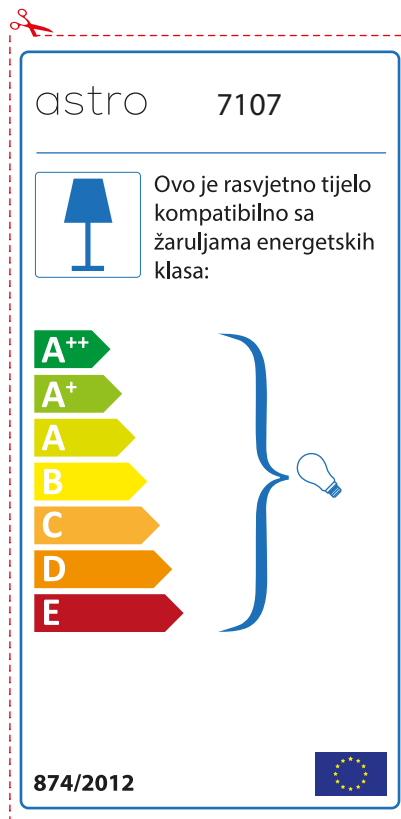 astro 7107
Ovo je rasvjetno tijelo
kompatibilno sa
žaruljama energetskih
klasa:
A++
A+
A
B
C
D
E
874/2012